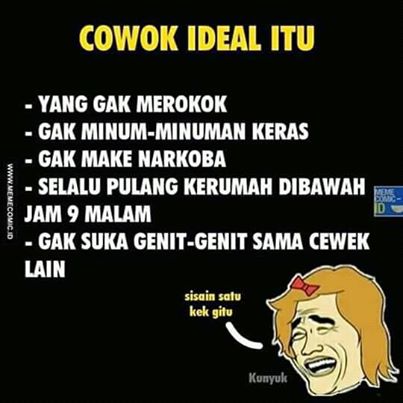 COWOK IDEAL ITU
- YANG GAK MEROKOK
- GAK MINUM-MINUMAN KERAS
- GAK MAKE NARKOBA
- SELALU PULANG KERUMAH DIBAWAH
JAM 9 MALAM
- GAK SUKA GENIT-GENIT SAMA CEWEK
LAIN
sisain satu
kek gitu
Kunyuk
WWW.MEMECOMIC.ID
MEME
COMIC
ID